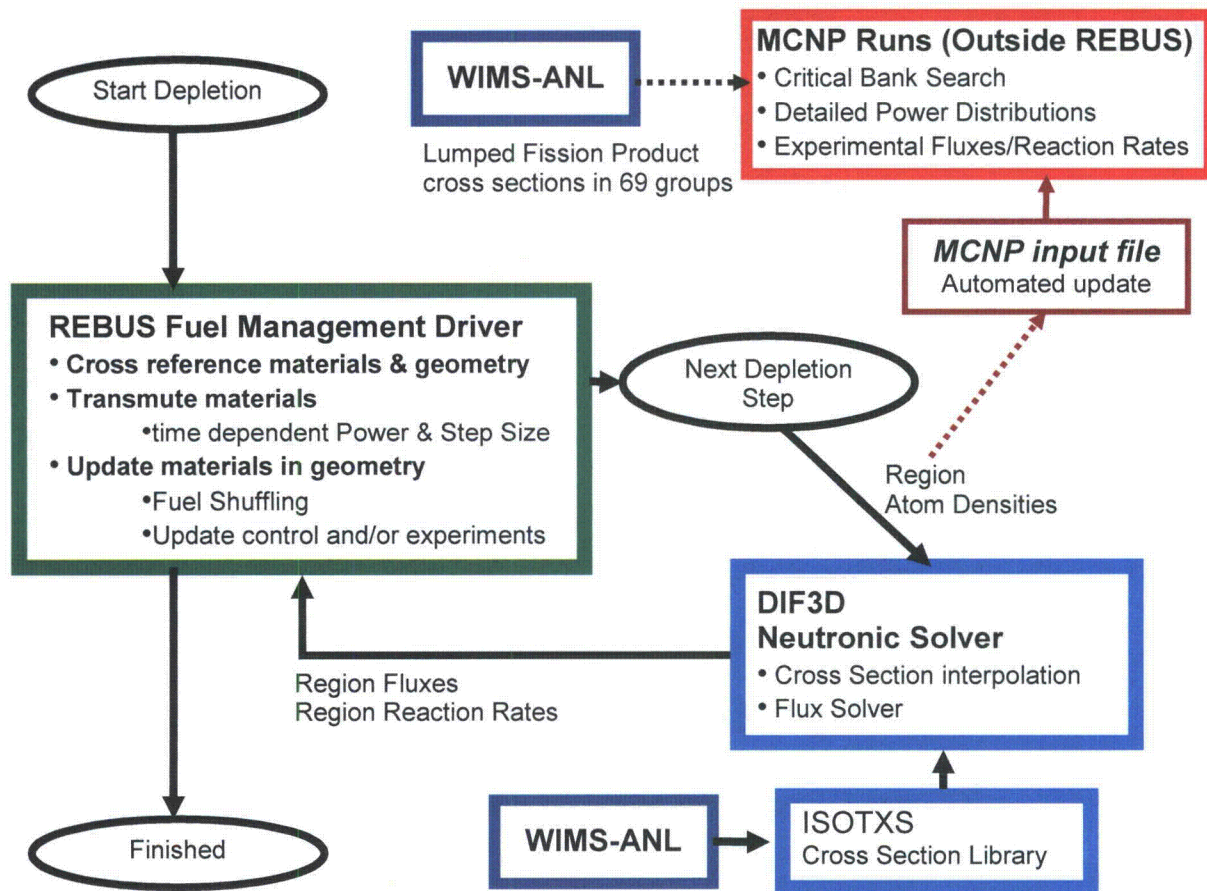 Start Depletion
WIMS-ANL
Lumped Fission Product
cross sections in 69 groups
MCNP Runs (Outside REBUS)
• Critical Bank Search
• Detailed Power Distributions
• Experimental Fluxes/Reaction Rates
MCNP input file
Automated update
REBUS Fuel Management Driver
• Cross reference materials & geometry
• Transmute materials
•time dependent Power & Step Size
• Update materials in geometry
•Fuel Shuffling
•Update control and/or experiments
Next Depletion
Step
Region
Atom Densities
DIF3D
Neutronic Solver
• Cross Section interpolation
• Flux Solver
Region Fluxes
Region Reaction Rates
WIMS-ANL
ISOTXS
Cross Section Library
Finished